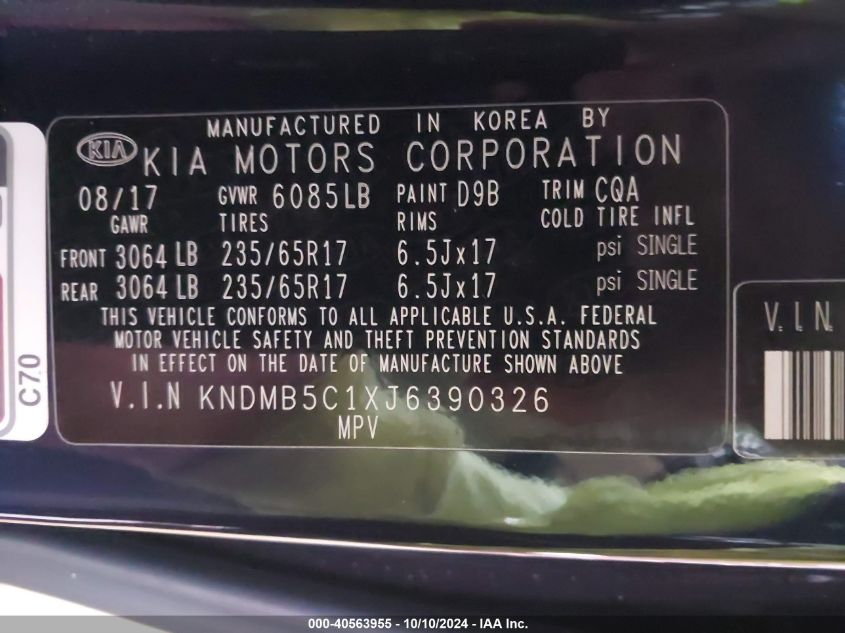 MANUFACTURED IN KOREA BY
KIA KIA MOTORS CORPORATION
08/17 GVWR 6085LB PAINT D9B TRIM CQA
GAWR TIRES RIMS COLD TIRE INFL
FRONT 3064 LB 235/65R17 6.5Jx17 psi SINGLE
REAR 3064 LB 235/65R17 6.5Jx17 psi SINGLE
THIS VEHICLE CONFORMS TO ALL APPLICABLE U.S.A. FEDERAL
MOTOR VEHICLE SAFETY AND THEFT PREVENTION STANDARDS
IN EFFECT ON THE DATE OF MANUFACTURE SHOWN ABOVE
V.I.N KNDMB5C1XJ6390326
MPV
C70
V.I.N
000-40563955 - 10/10/2024 - IAA Inc.